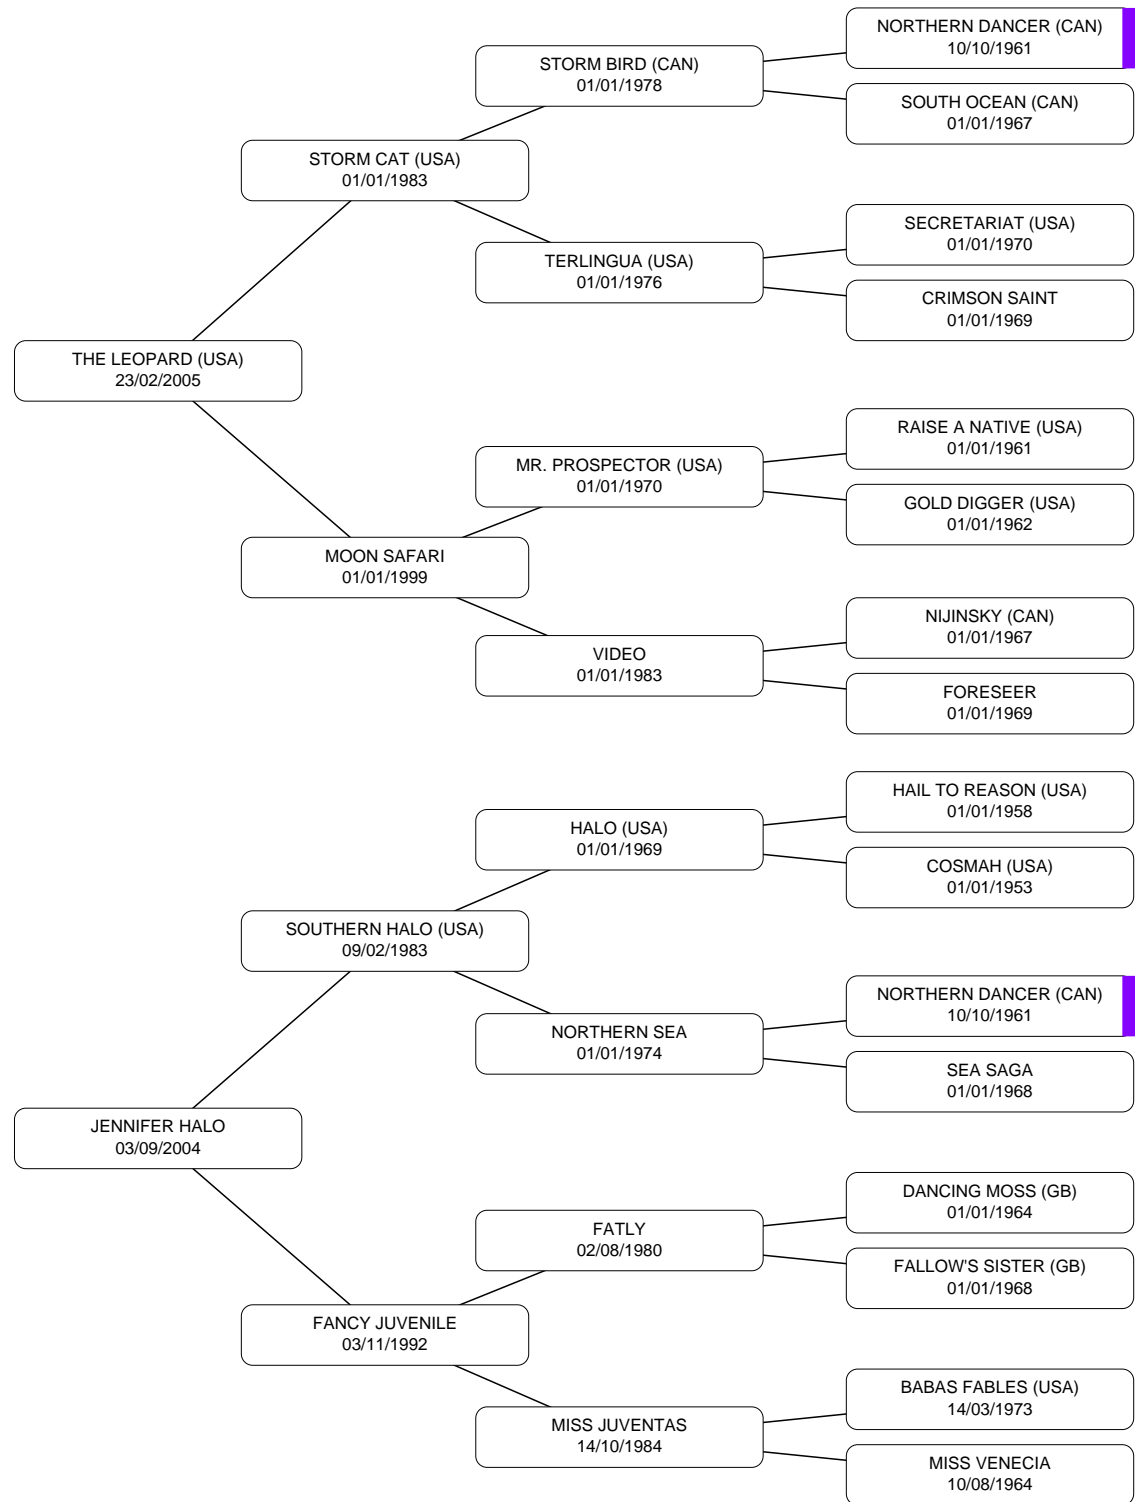 NORTHERN DANCER (CAN)
10/10/1961
STORM BIRD (CAN)
01/01/1978
SOUTH OCEAN (CAN)
01/01/1967
STORM CAT (USA)
01/01/1983
SECRETARIAT (USA)
01/01/1970
TERLINGUA (USA)
01/01/1976
CRIMSON SAINT
01/01/1969
THE LEOPARD (USA)
23/02/2005
RAISE A NATIVE (USA)
01/01/1961
MR. PROSPECTOR (USA)
01/01/1970
GOLD DIGGER (USA)
01/01/1962
MOON SAFARI
01/01/1999
NIJINSKY (CAN)
01/01/1967
VIDEO
01/01/1983
FORESEER
01/01/1969
HAIL TO REASON (USA)
01/01/1958
HALO (USA)
01/01/1969
COSMAH (USA)
01/01/1953
SOUTHERN HALO (USA)
09/02/1983
NORTHERN DANCER (CAN)
10/10/1961
NORTHERN SEA
01/01/1974
SEA SAGA
01/01/1968
JENNIFER HALO
03/09/2004
DANCING MOSS (GB)
01/01/1964
FATLY
02/08/1980
FALLOW'S SISTER (GB)
01/01/1968
FANCY JUVENILE
03/11/1992
BABAS FABLES (USA)
14/03/1973
MISS JUVENTAS
14/10/1984
MISS VENECIA
10/08/1964